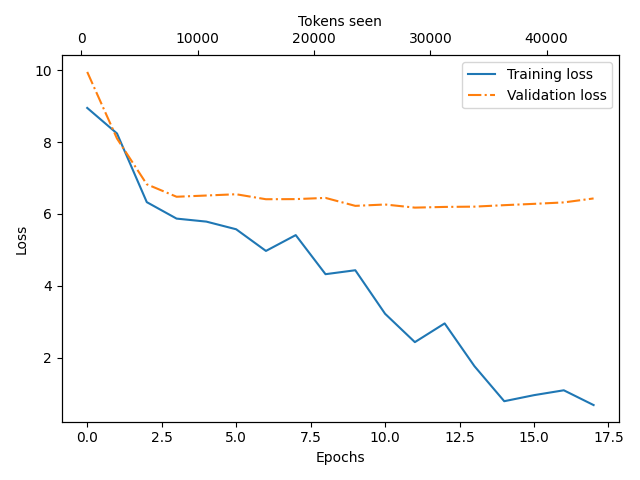 Tokens seen
0 10000 20000 30000 40000
Training loss
Validation loss
10
8
6
4
2
Loss
0.0 2.5 5.0 7.5 10.0 12.5 15.0 17.5
Epochs